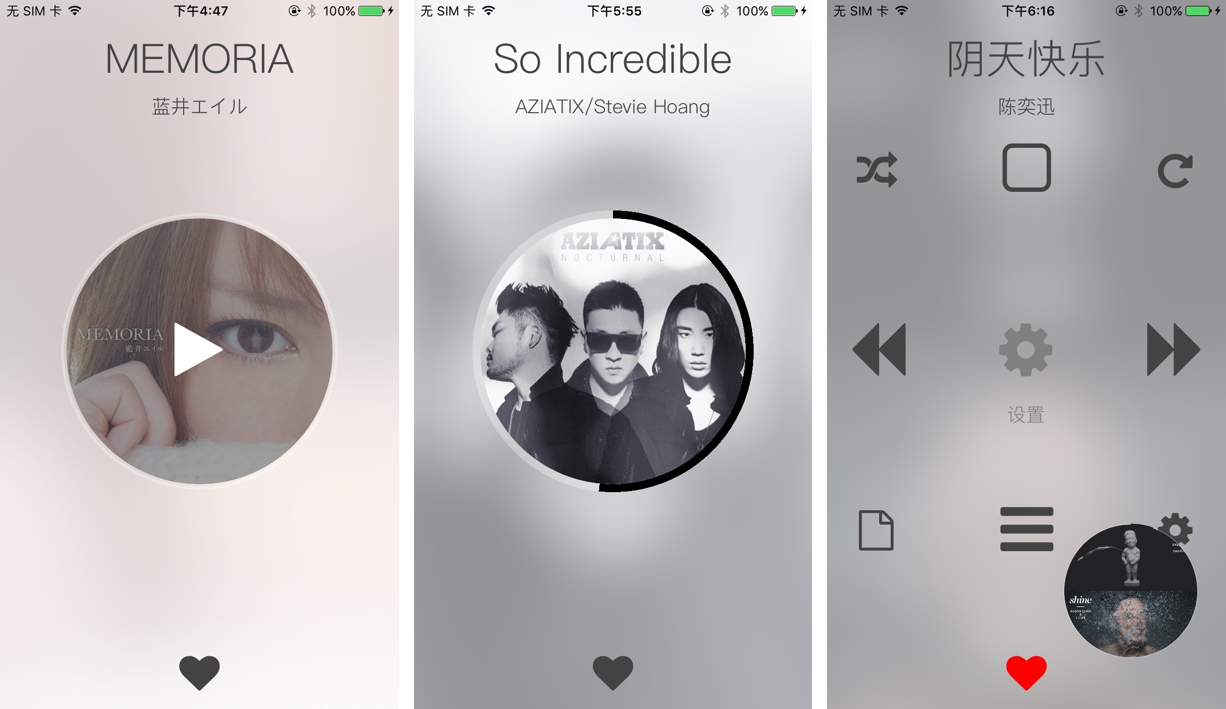 无 SIM 卡 下午4:47 100%
MEMORIA
蓝井エイル
MEMORIA
藍井エイル
无 SIM 卡 下午5:55 100%
So Incredible
AZIATIX/Stevie Hoang
AZIATIX
NOCTURNAL
无 SIM 卡 下午6:16 100%
阴天快乐
陈奕迅
设置
shine